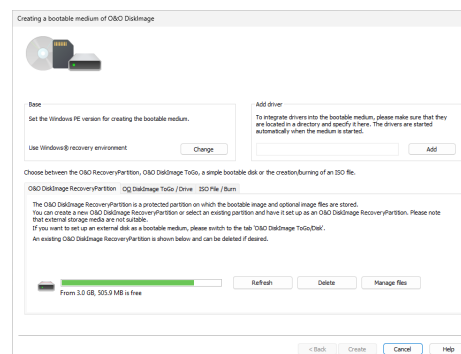 Creating a bootable medium of O&O DiskImage
Base
Set the Windows PE version for creating the bootable medium.
Use Windows® recovery environment
Change
Add driver
To integrate drivers into the bootable medium, please make sure that they
are located in a directory and specify it here. The drivers are started
automatically when the medium is started.
Add
Choose between the O&O RecoveryPartition, O&O DiskImage ToGo, a simple bootable disk or the creation/burning of an ISO file.
O&O DiskImage RecoveryPartition
OO DiskImage ToGo / Drive
ISO File / Burn
The O&O DiskImage RecoveryPartition is a protected partition on which the bootable image and optional image files are stored.
You can create a new O&O DiskImage RecoveryPartition or select an existing partition and have it set up as an O&O DiskImage RecoveryPartition. Please note
that external storage media are not suitable.
If you want to set up an external disk as a bootable medium, please switch to the tab 'O&O DiskImage ToGo/Disk'.
An existing O&O DiskImage RecoveryPartition is shown below and can be deleted if desired.
Refresh
Delete
Manage files
From 3.0 GB, 505.9 MB is free
< Back
Create
Cancel
Help